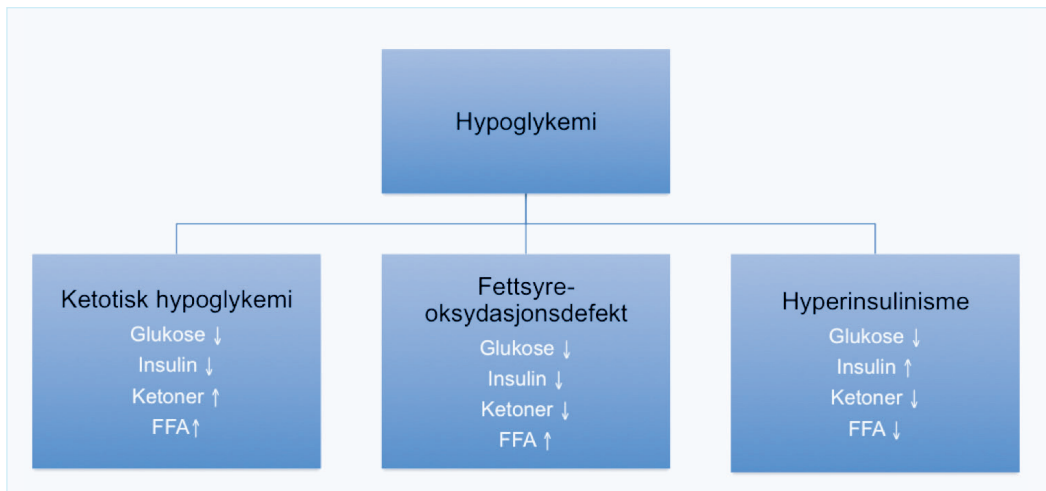 Hypoglykemi
Ketotisk hypoglykemi
Glukose ↓
Insulin ↓
Ketoner ↑
FFA↑
Fettsyre-
oksydasjonsdefekt
Glukose ↓
Insulin ↓
Ketoner ↓
FFA ↑
Hyperinsulinisme
Glukose ↓
Insulin ↑
Ketoner ↓
FFA ↓